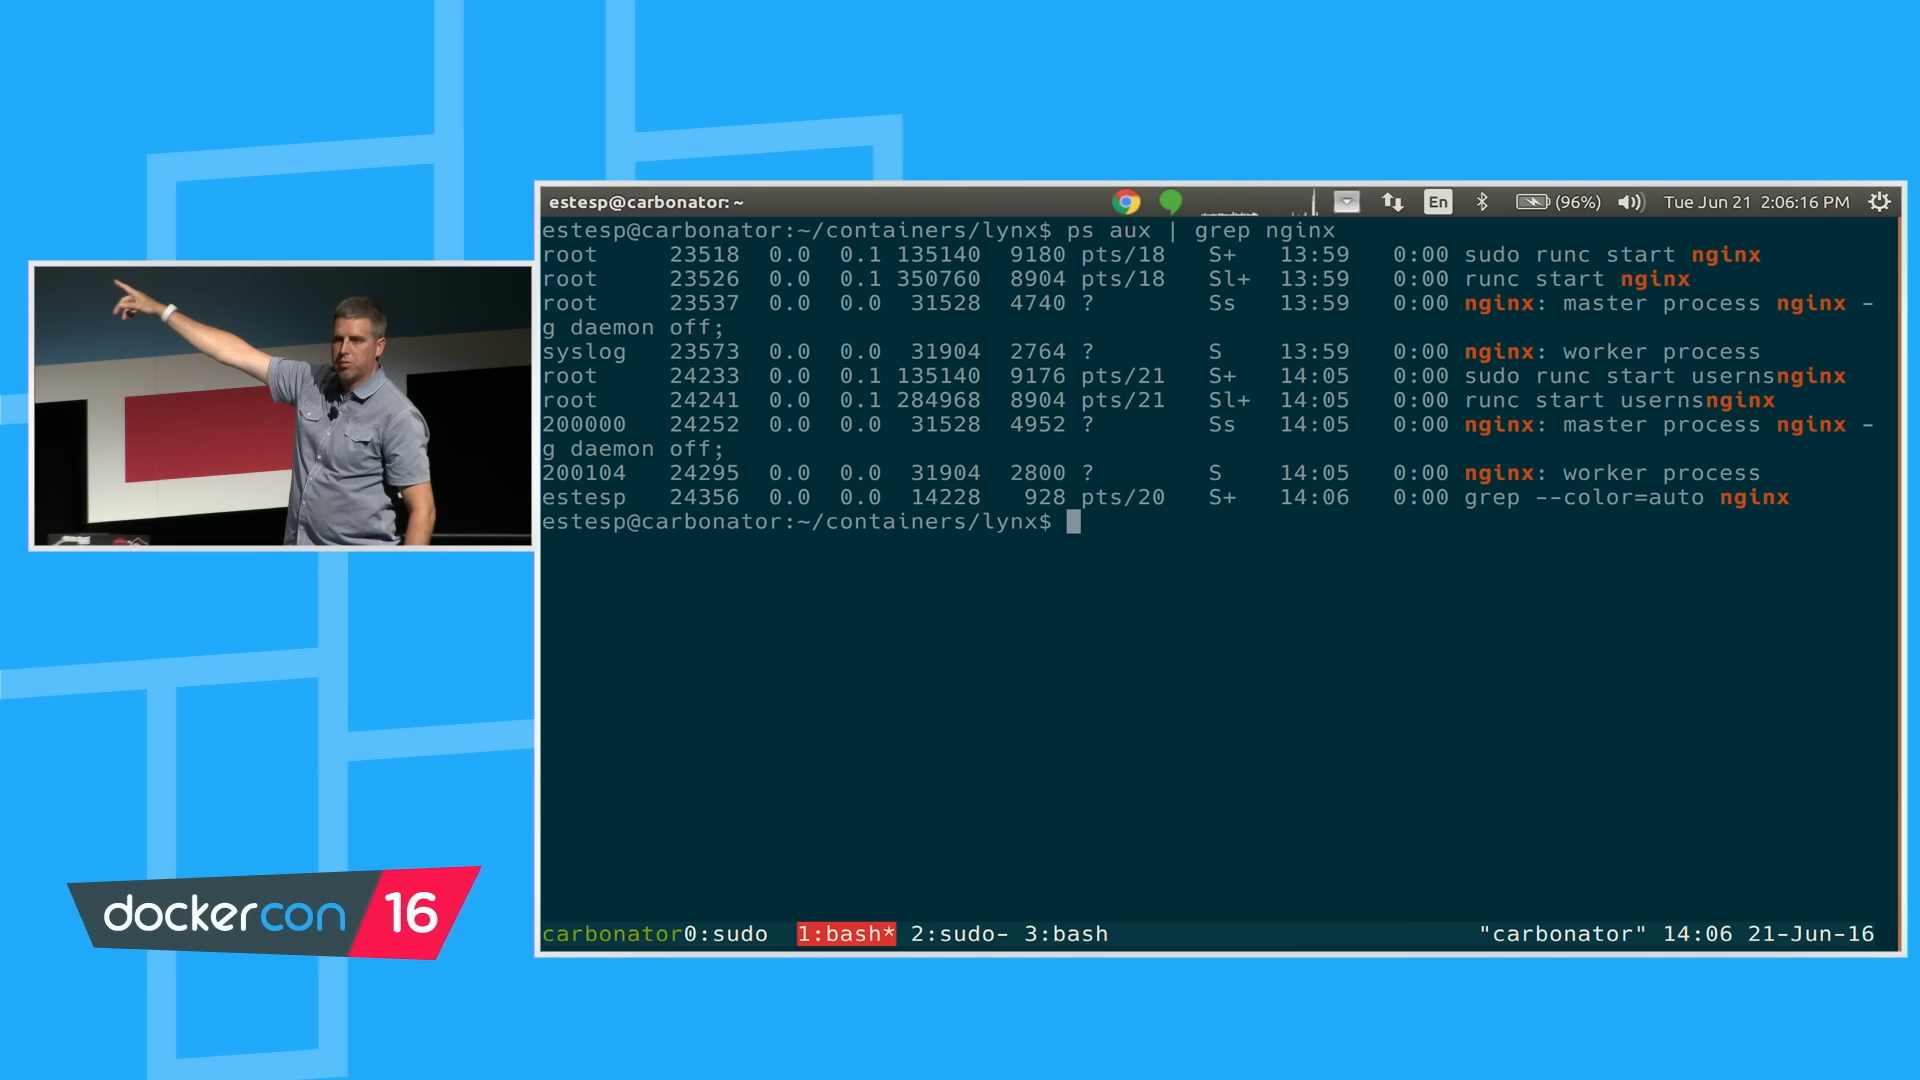 estesp@carbonator: ~
En
(96%)
Tue Jun 21 2:06:16 PM
estesp@carbonator:~/containers/lynx$ ps aux | grep nginx
root 23518 0.0 0.1 135140 9180 pts/18 S+ 13:59 0:00 sudo runc start nginx
root 23526 0.0 0.1 350760 8904 pts/18 Sl+ 13:59 0:00 runc start nginx
root 23537 0.0 0.0 31528 4740 ? Ss 13:59 0:00 nginx: master process nginx -
g daemon off;
syslog 23573 0.0 0.0 31904 2764 ? S 13:59 0:00 nginx: worker process
root 24233 0.0 0.1 135140 9176 pts/21 S+ 14:05 0:00 sudo runc start usernsnginx
root 24241 0.0 0.1 284968 8904 pts/21 Sl+ 14:05 0:00 runc start usernsnginx
200000 24252 0.0 0.0 31528 4952 ? Ss 14:05 0:00 nginx: master process nginx -
g daemon off;
200104 24295 0.0 0.0 31904 2800 ? S 14:05 0:00 nginx: worker process
estesp 24356 0.0 0.0 14228 928 pts/20 S+ 14:06 0:00 grep --color=auto nginx
estesp@carbonator:~/containers/lynx$
carbonator0:sudo 1:bash* 2:sudo- 3:bash "carbonator" 14:06 21-Jun-16
dockercon 16